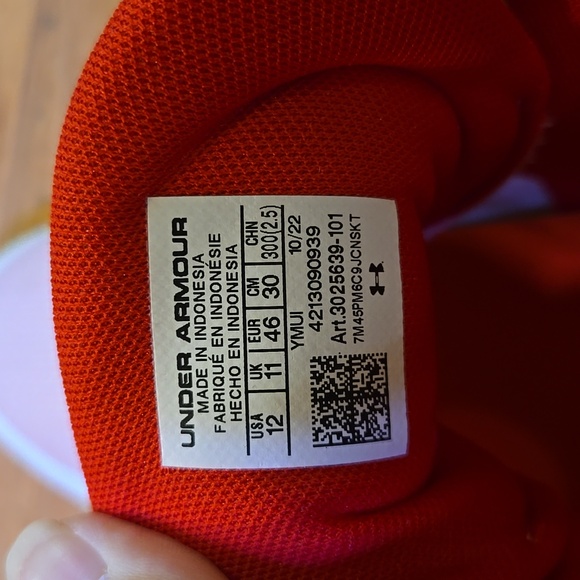 UNDER ARMOUR
MADE IN INDONESIA
FABRIQUÉ EN INDONÉSIE
HECHO EN INDONESIA
USA UK EUR CM CHN
12 11 46 30 300(2.5)
YMUI 10/22
4213090939
Art.3025639-101
7M45PM6C9JCNSKT